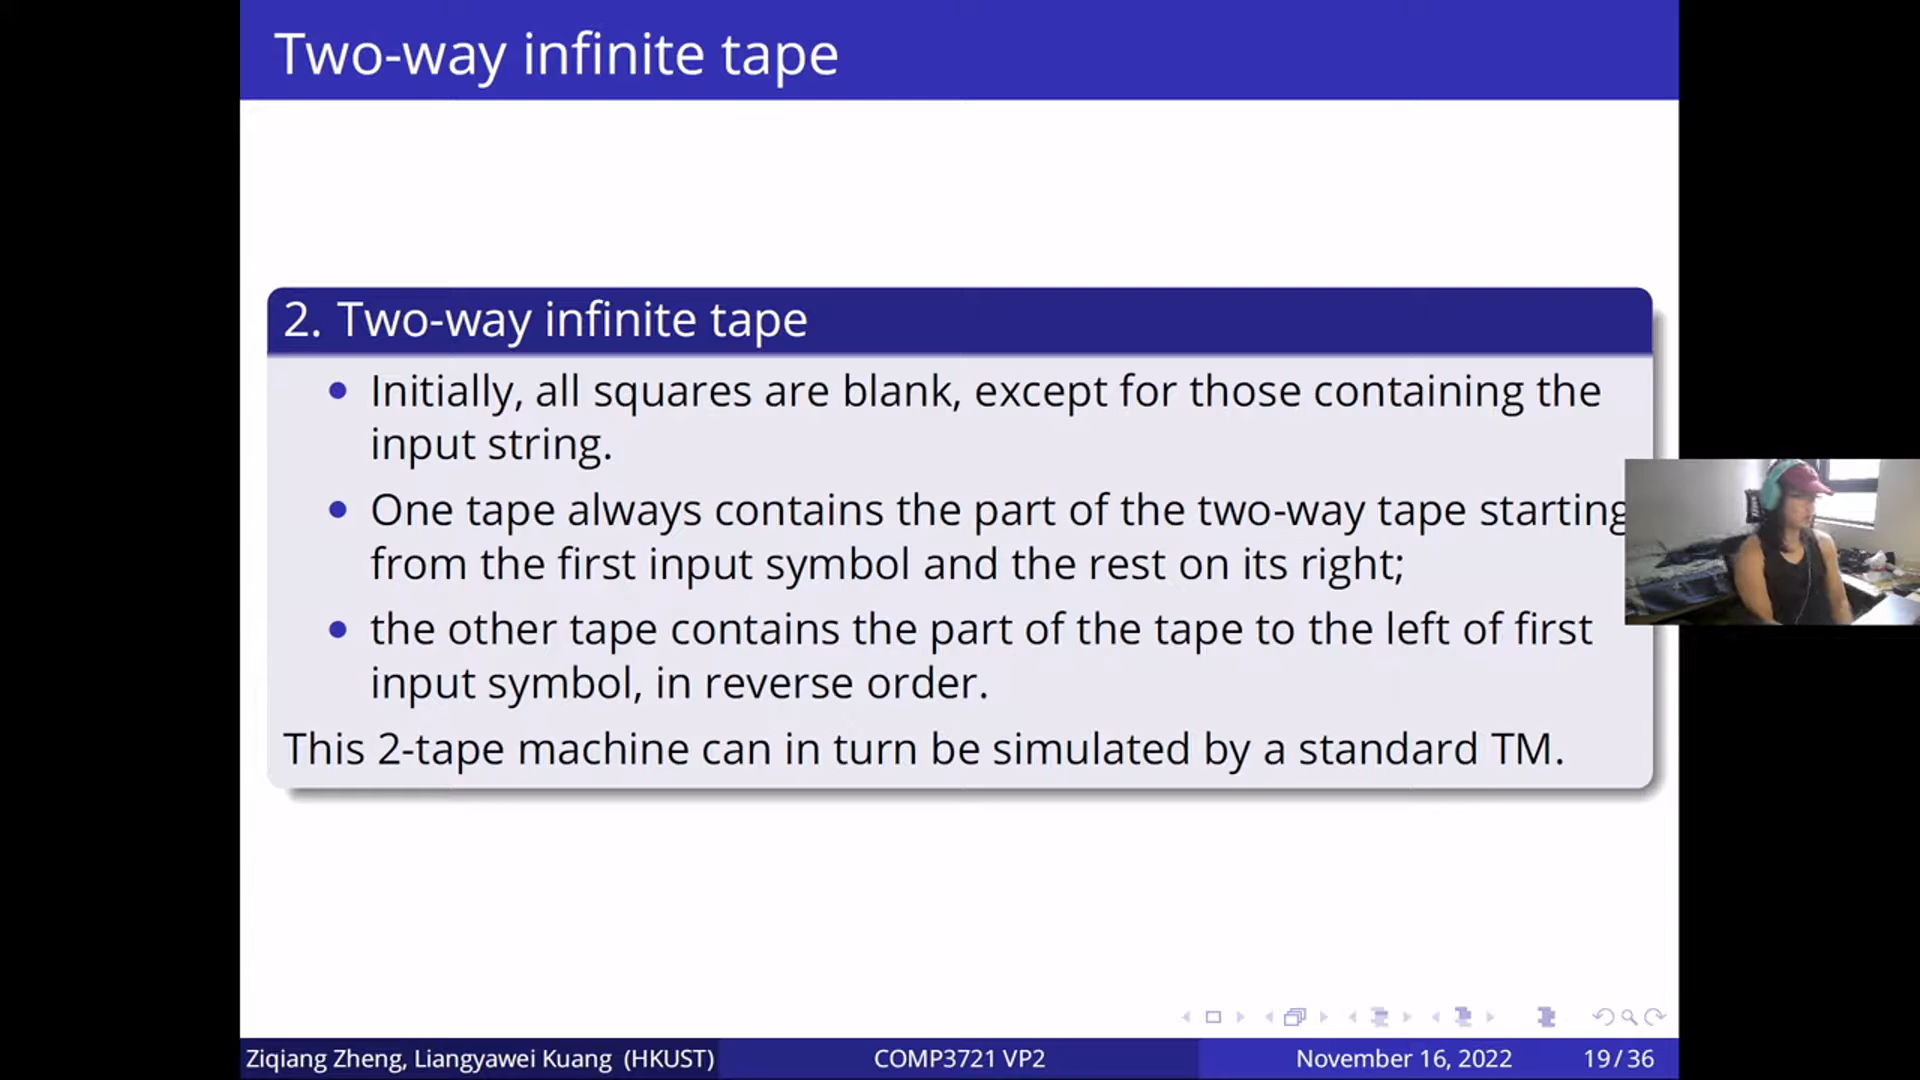 Two-way infinite tape
2. Two-way infinite tape
• Initially, all squares are blank, except for those containing the
input string.
• One tape always contains the part of the two-way tape starting
from the first input symbol and the rest on its right;
• the other tape contains the part of the tape to the left of first
input symbol, in reverse order.
This 2-tape machine can in turn be simulated by a standard TM.
Ziqiang Zheng, Liangyawei Kuang (HKUST) COMP3721 VP2 November 16, 2022 19 / 36